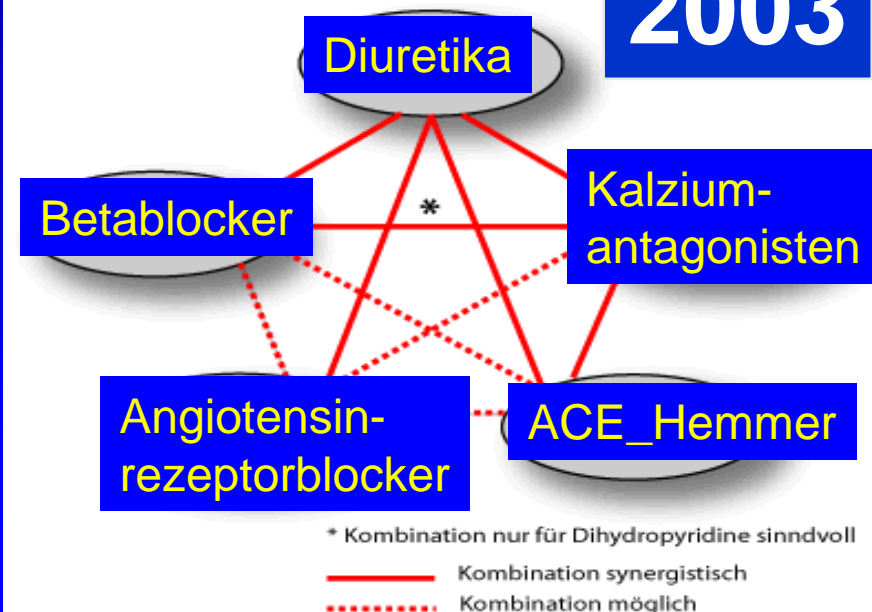 2003
Diuretika
Betablocker
*
Kalzium-
antagonisten
Angiotensin-
rezeptorblocker
ACE_Hemmer
* Kombination nur für Dihydropyridine sinndvoll
Kombination synergistisch
Kombination möglich